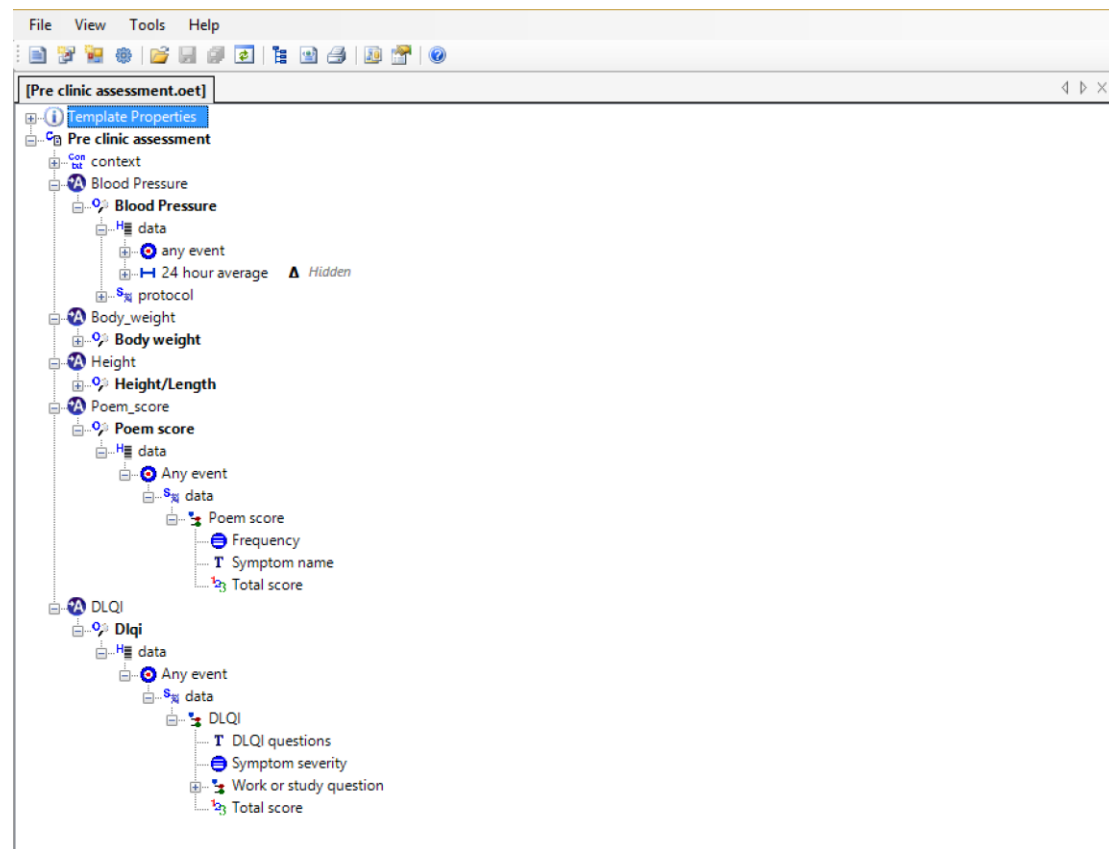 File View Tools Help
[Pre clinic assessment.oet]
Template Properties
Pre clinic assessment
context
Blood Pressure
Blood Pressure
data
any event
24 hour average Δ Hidden
protocol
Body_weight
Body weight
Height
Height/Length
Poem_score
Poem score
data
Any event
data
Poem score
Frequency
Symptom name
Total score
DLQI
Dlqi
data
Any event
data
DLQI
DLQI questions
Symptom severity
Work or study question
Total score